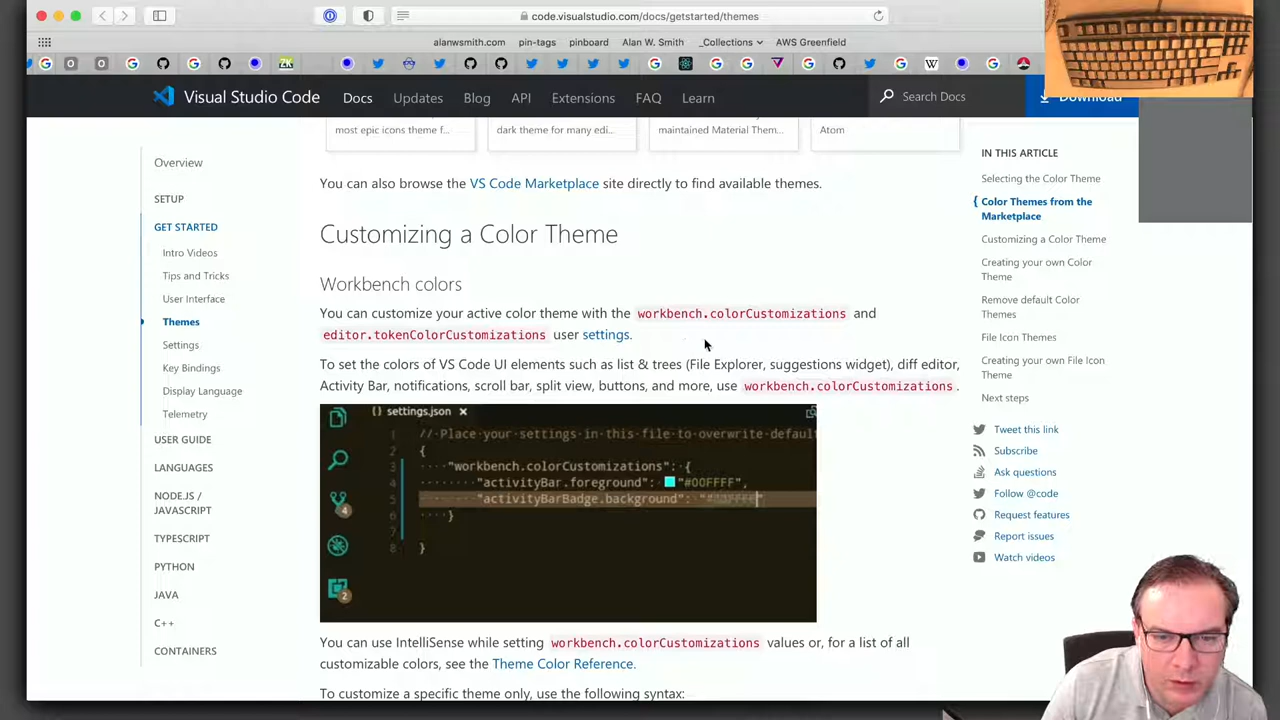 code.visualstudio.com/docs/getstarted/themes
alanwsmith.com pin-tags pinboard Alan W. Smith _Collections AWS Greenfield
Visual Studio Code Docs Updates Blog API Extensions FAQ Learn Search Docs Download
most epic icons theme f... dark theme for many edi... maintained Material Them... Atom
Overview
SETUP
GET STARTED
Intro Videos
Tips and Tricks
User Interface
Themes
Settings
Key Bindings
Display Language
Telemetry
USER GUIDE
LANGUAGES
NODE.JS /
JAVASCRIPT
TYPESCRIPT
PYTHON
JAVA
C++
CONTAINERS
You can also browse the VS Code Marketplace site directly to find available themes.
Customizing a Color Theme
Workbench colors
You can customize your active color theme with the workbench.colorCustomizations and
editor.tokenColorCustomizations user settings.
To set the colors of VS Code UI elements such as list & trees (File Explorer, suggestions widget), diff editor,
Activity Bar, notifications, scroll bar, split view, buttons, and more, use workbench.colorCustomizations.
{} settings.json ×
1 // Place your settings in this file to overwrite default
2 {
3 "workbench.colorCustomizations": {
4 "activityBar.foreground": "#00FFFF",
5 "activityBarBadge.background": "
6 }
7
8 }
4
2
You can use IntelliSense while setting workbench.colorCustomizations values or, for a list of all
customizable colors, see the Theme Color Reference.
To customize a specific theme only, use the following syntax:
IN THIS ARTICLE
Selecting the Color Theme
Color Themes from the
Marketplace
Customizing a Color Theme
Creating your own Color
Theme
Remove default Color
Themes
File Icon Themes
Creating your own File Icon
Theme
Next steps
Tweet this link
Subscribe
Ask questions
Follow @code
Request features
Report issues
Watch videos